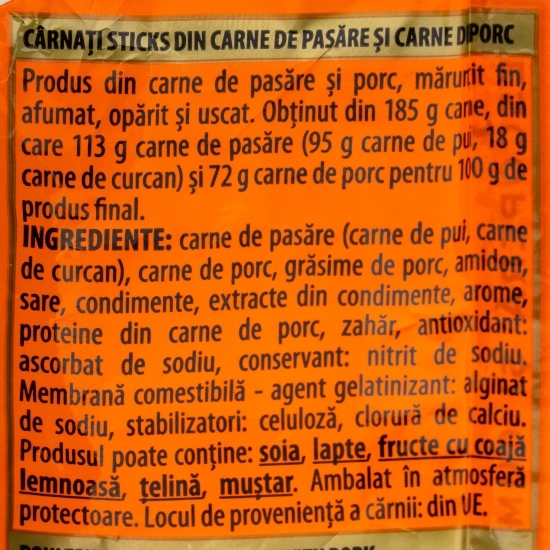 CÂRNAȚI STICKS DIN CARNE DE PASĂRE ȘI CARNE DE PORC
Produs din carne de pasăre și porc, mărunțit fin,
afumat, opărit și uscat. Obținut din 185 g carne, din
care 113 g carne de pasăre (95 g carne de pui, 18 g
carne de curcan) și 72 g carne de porc pentru 100 g de
produs final.
INGREDIENTE: carne de pasăre (carne de pui, carne
de curcan), carne de porc, grăsime de porc, amidon,
sare, condimente, extracte din condimente, arome,
proteine din carne de porc, zahăr, antioxidant:
ascorbat de sodiu, conservant: nitrit de sodiu.
Membrană comestibilă - agent gelatinizant: alginat
de sodiu, stabilizatori: celuloză, clorură de calciu.
Produsul poate conține: soia, lapte, fructe cu coajă
lemnoasă, țelină, muștar. Ambalat în atmosferă
protectoare. Locul de proveniență a cărnii: din UE.